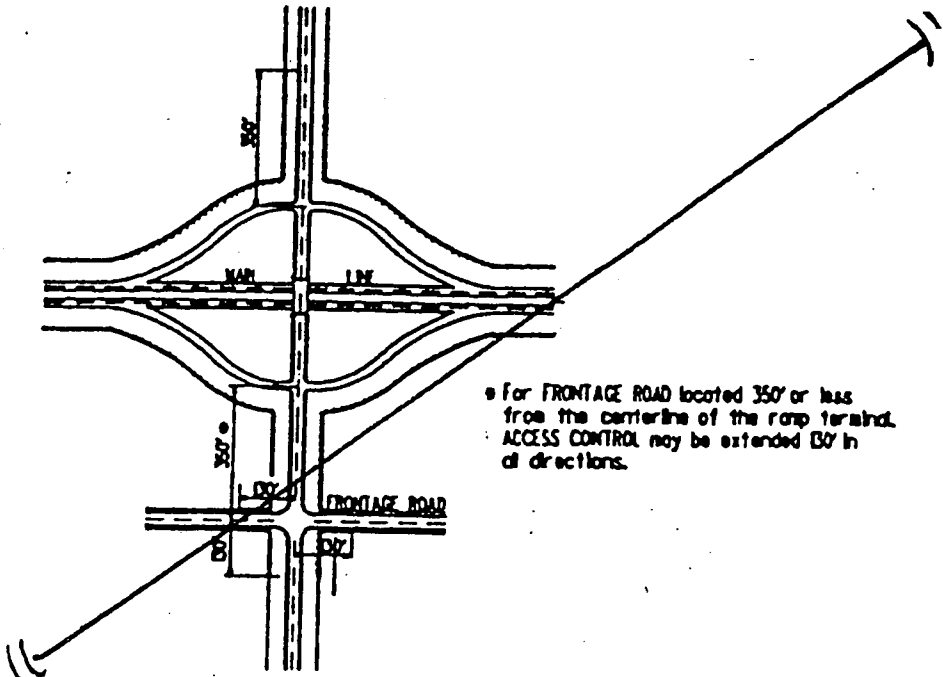 350'
MAIN LINE
* For FRONTAGE ROAD located 350' or less
from the centerline of the ramp terminal,
ACCESS CONTROL may be extended 130' in
all directions.
350' *
130'
FRONTAGE ROAD
130'
130'